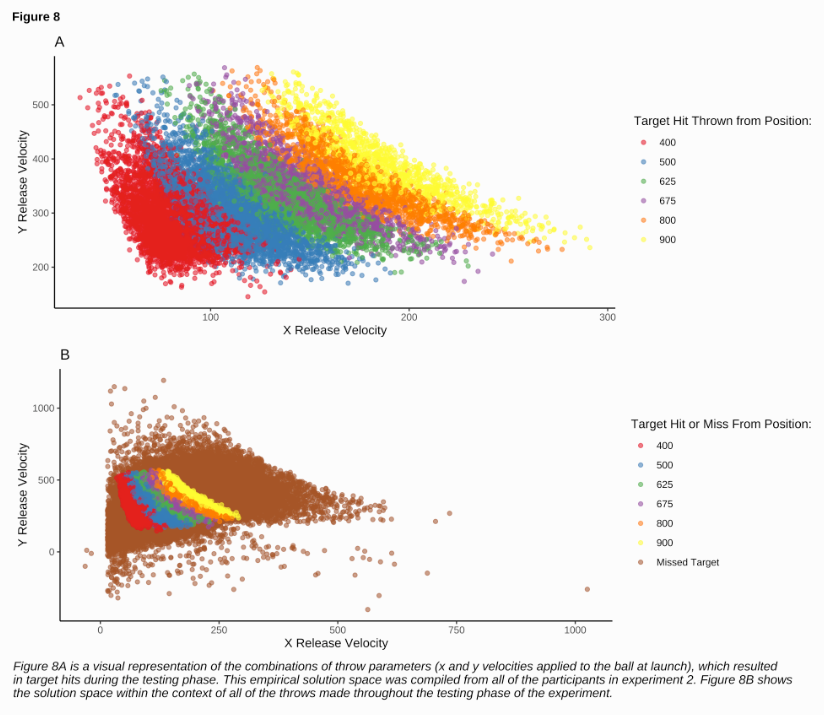 Figure 8
A
500
400
300
200
Y Release Velocity
100
200
300
X Release Velocity
Target Hit Thrown from Position:
400
500
625
675
800
900
B
1000
500
0
Y Release Velocity
0
250
500
750
1000
X Release Velocity
Target Hit or Miss From Position:
400
500
625
675
800
900
Missed Target
Figure 8A is a visual representation of the combinations of throw parameters (x and y velocities applied to the ball at launch), which resulted
in target hits during the testing phase. This empirical solution space was compiled from all of the participants in experiment 2. Figure 8B shows
the solution space within the context of all of the throws made throughout the testing phase of the experiment.